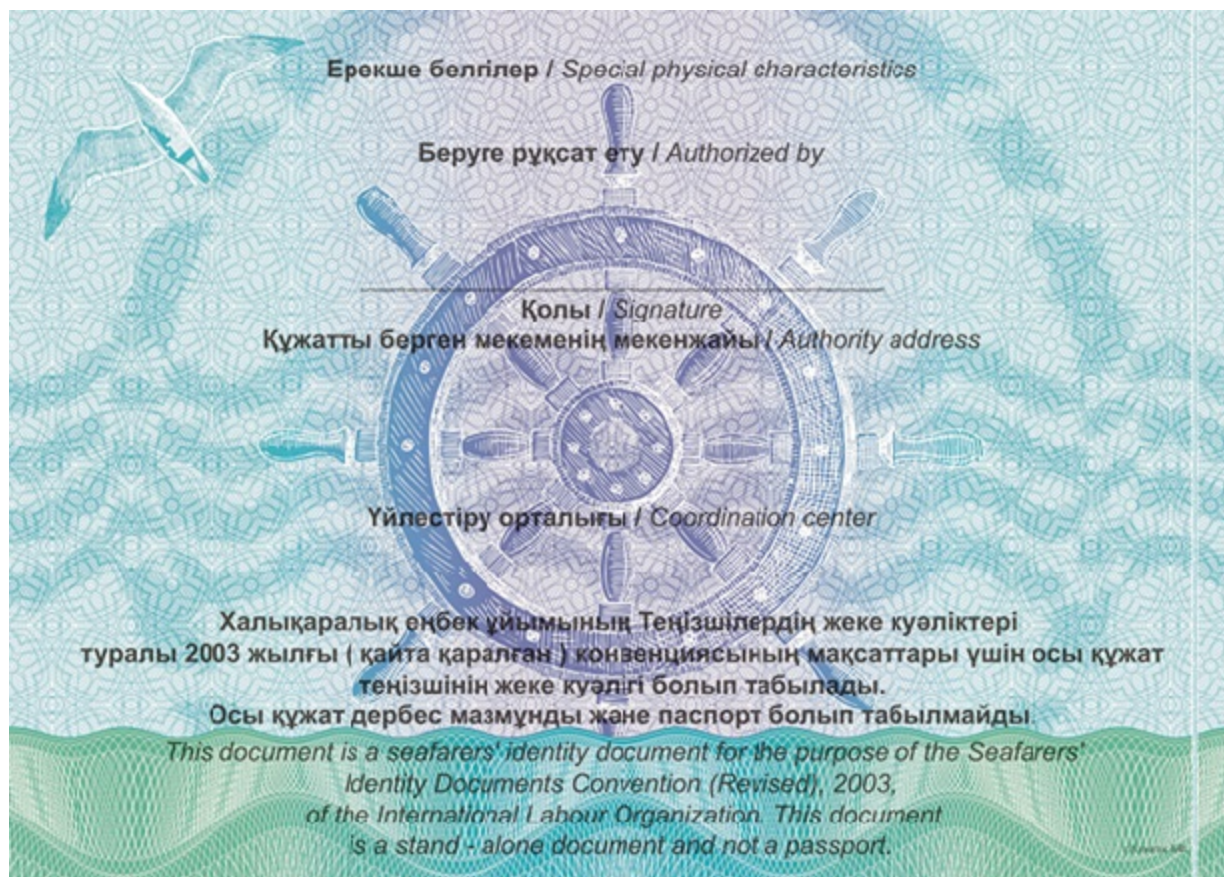 Ерекше белгілер / Special physical characteristics
Беруге рұқсат ету / Authorized by
Қолы / Signature
Құжатты берген мекеменің мекенжайы / Authority address
Үйлестіру орталығы / Coordination center
Халықаралық еңбек ұйымының Теңізшілердің жеке куәліктері
туралы 2003 жылғы ( қайта қаралған ) конвенциясының мақсаттары үшін осы құжат
теңізшінің жеке куәлігі болып табылады.
Осы құжат дербес мазмұнды және паспорт болып табылмайды.
This document is a seafarers' identity document for the purpose of the Seafarers'
Identity Documents Convention (Revised), 2003,
of the International Labour Organization. This document
is a stand - alone document and not a passport.